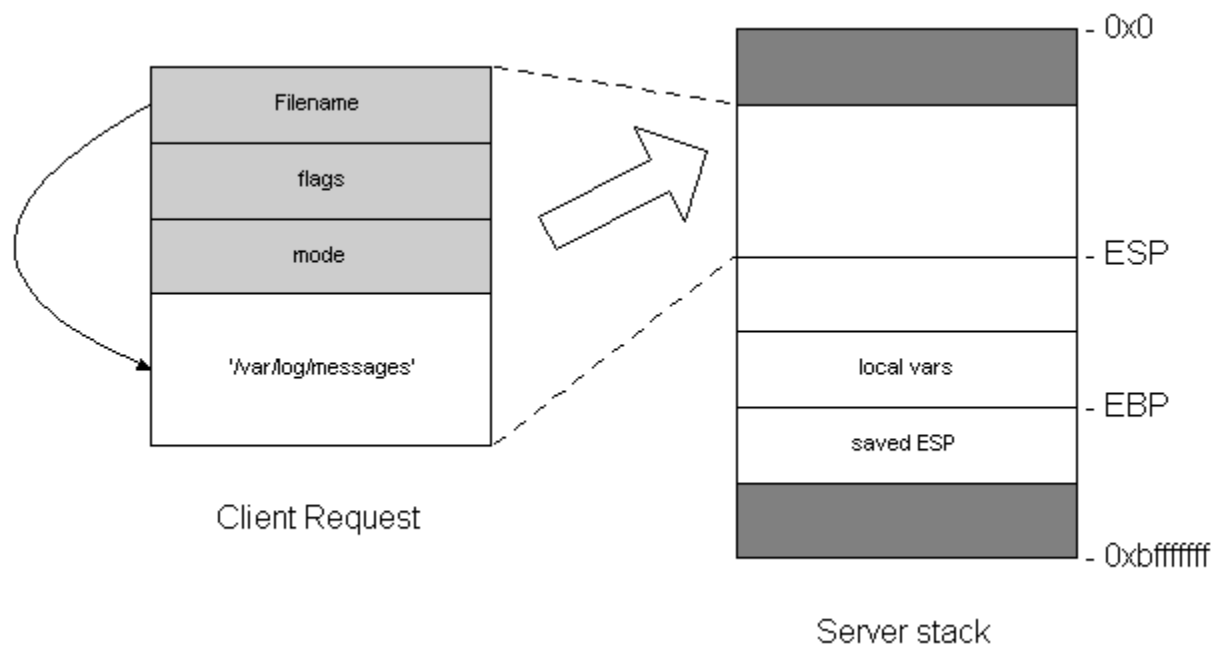 Filename
flags
mode
'/var/log/messages'
Client Request
- 0x0
- ESP
local vars
- EBP
saved ESP
- 0xbfffffff
Server stack